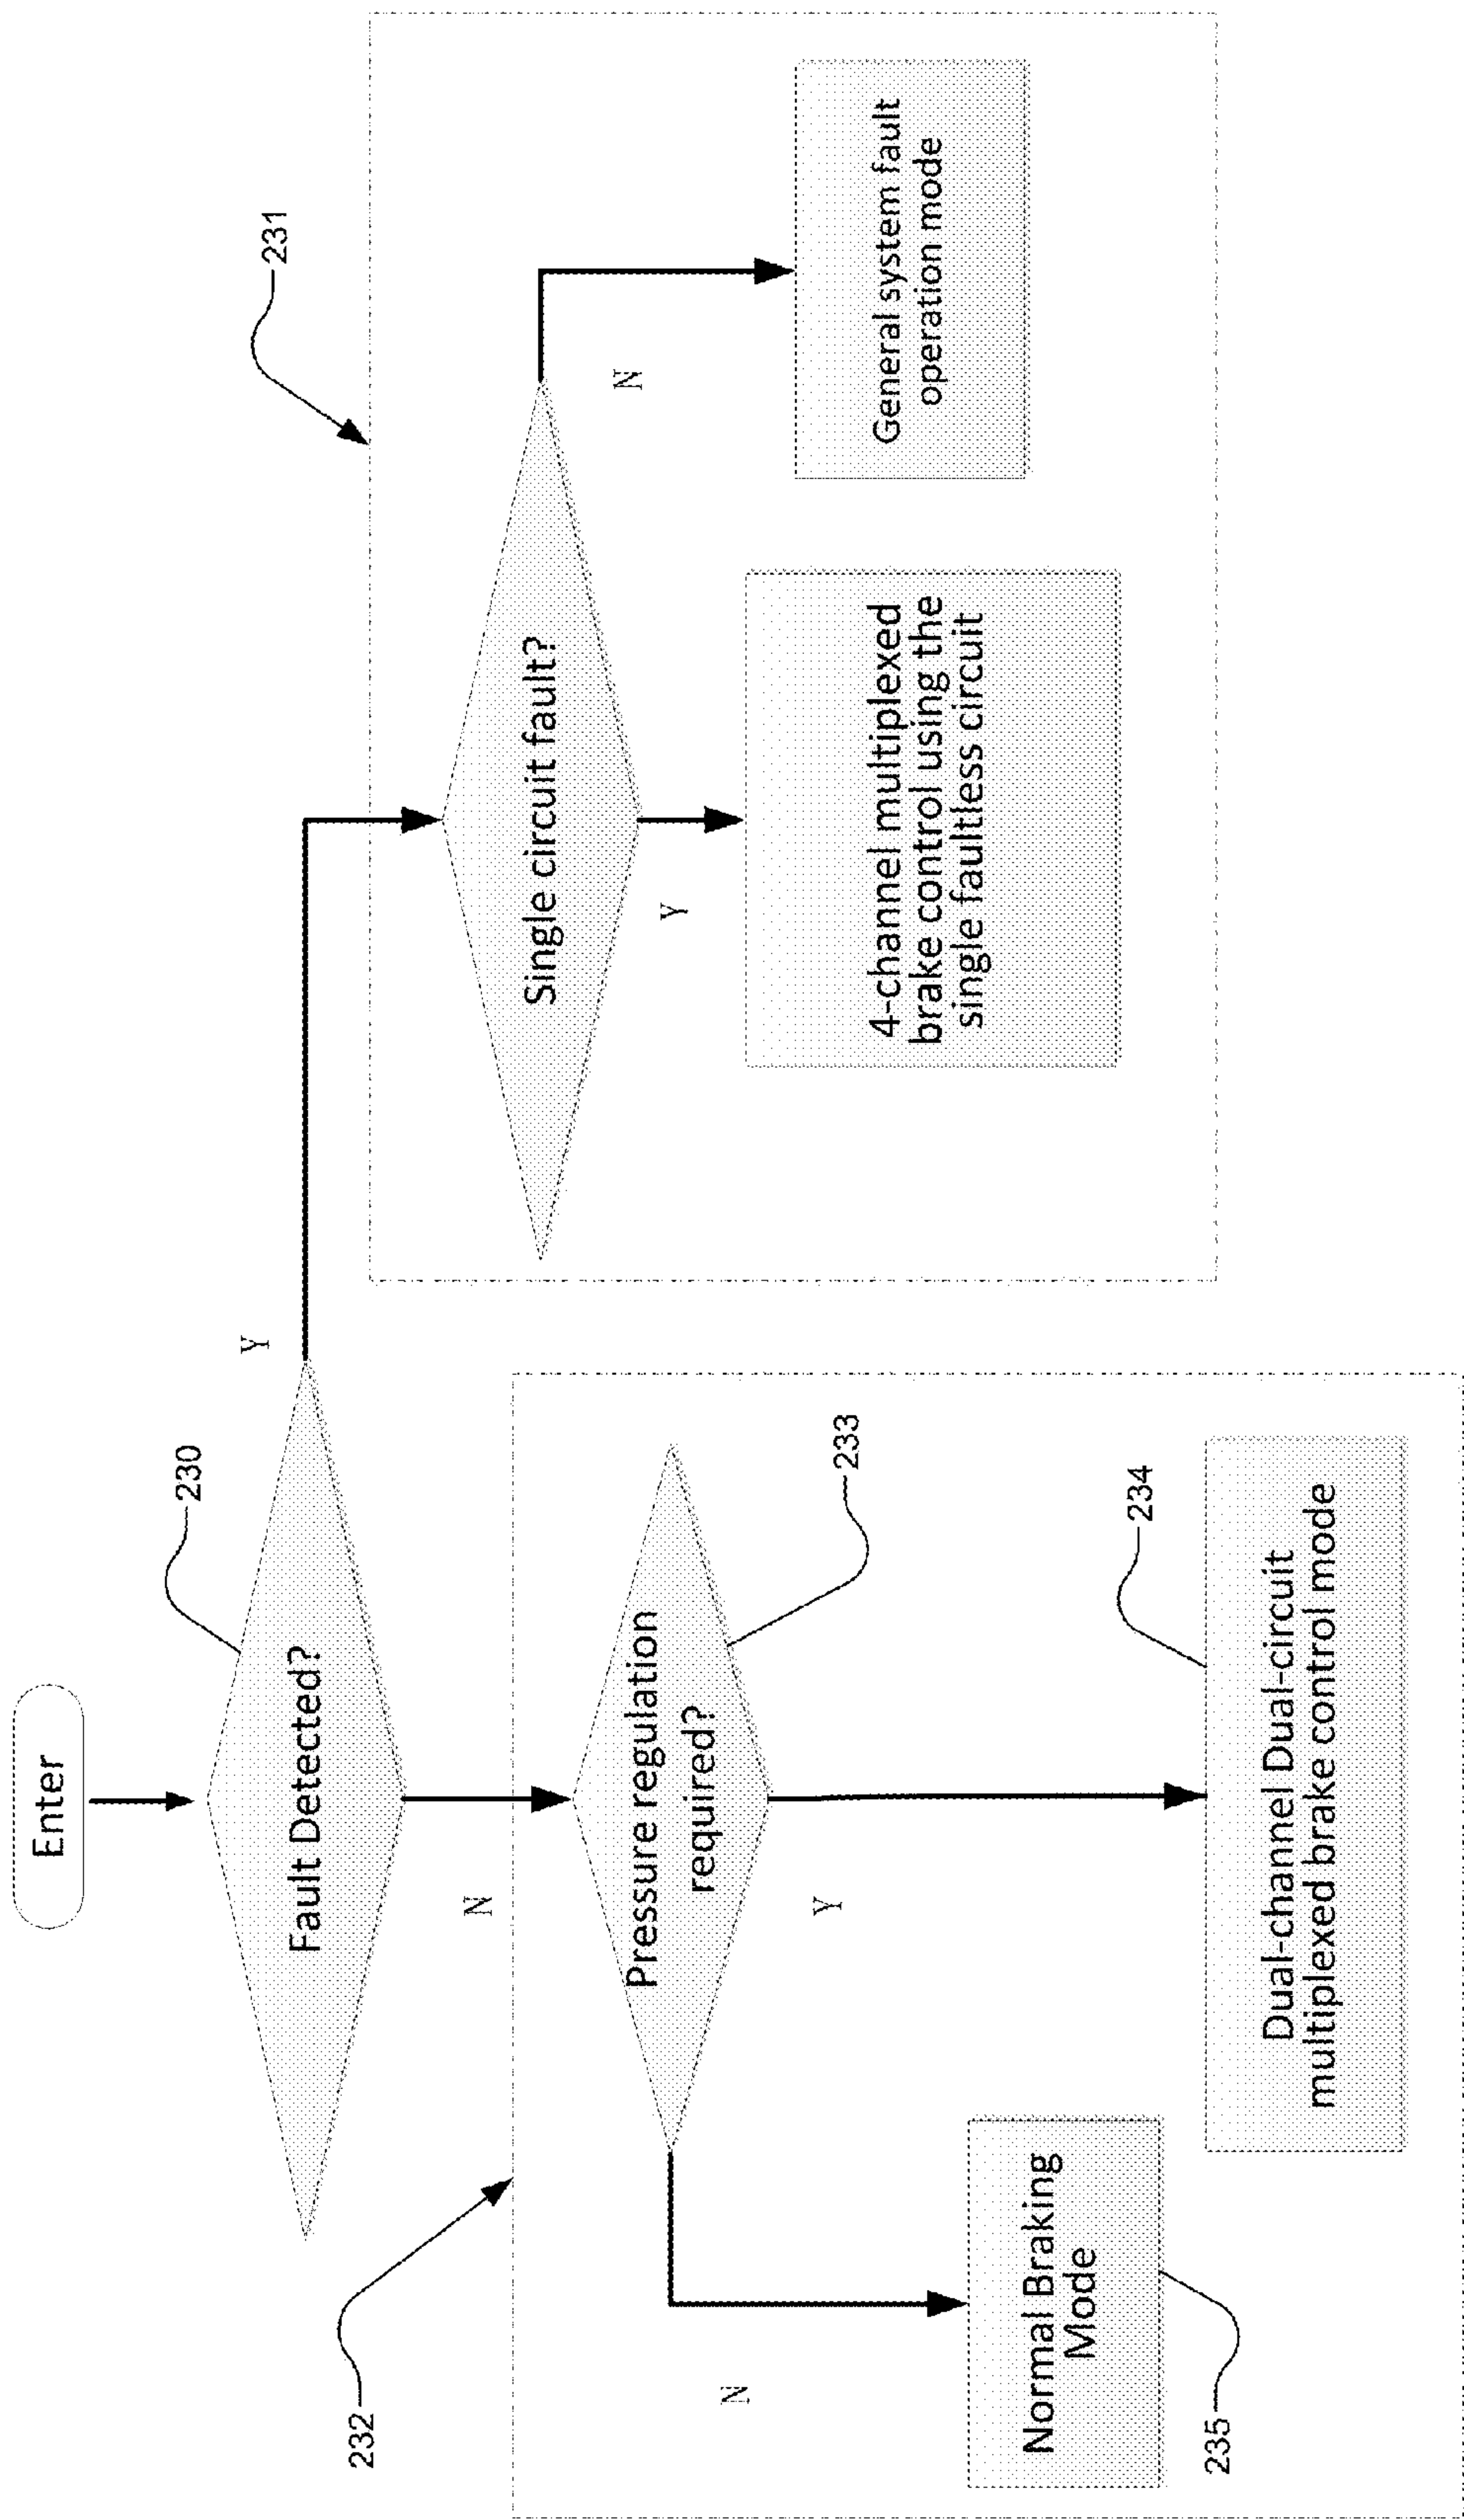 Enter
Fault Detected?
230
Y
N
231
Single circuit fault?
N
Y
4-channel multiplexed
brake control using the
single faultless circuit
General system fault
operation mode
232
Pressure regulation
required?
233
N
Y
Normal Braking
Mode
235
Dual-channel Dual-circuit
multiplexed brake control mode
234